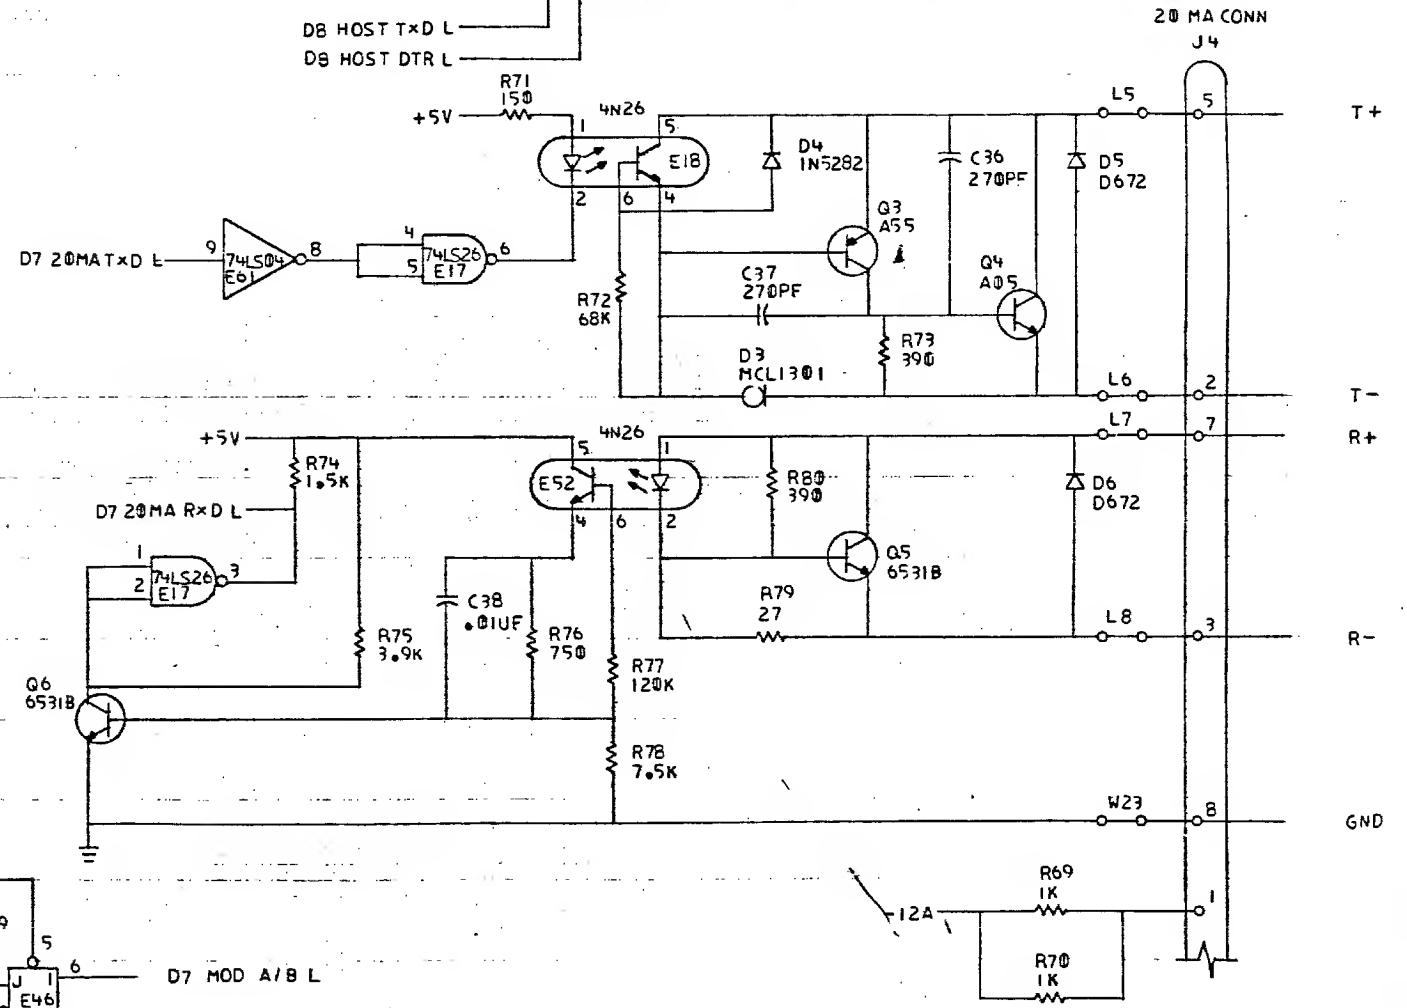 20 MA CONN
J4
D8 HOST TxD L
D8 HOST DTR L
R71
150
+5V
4N26
1
5
E18
2
6
4
L5
5
T+
D4
1N5282
C36
270PF
D5
D672
Q3
A55
Q4
A05
D7 20MA TxD L
9
74LS04
E61
8
4
5
74LS26
E17
6
R72
68K
C37
270PF
R73
390
D3
MCL1301
L6
2
T-
+5V
4N26
L7
7
R+
R74
1.5K
5
1
E52
4
6
2
R80
390
D6
D672
D7 20MA RxD L
1
2
74LS26
E17
3
Q5
6531B
C38
.01UF
R79
27
L8
3
R-
R75
3.9K
R76
750
R77
120K
Q6
6531B
R78
7.5K
W23
8
GND
R69
1K
-12A
1
R70
1K
5
J
1
6
E46
D7 MOD A/B L